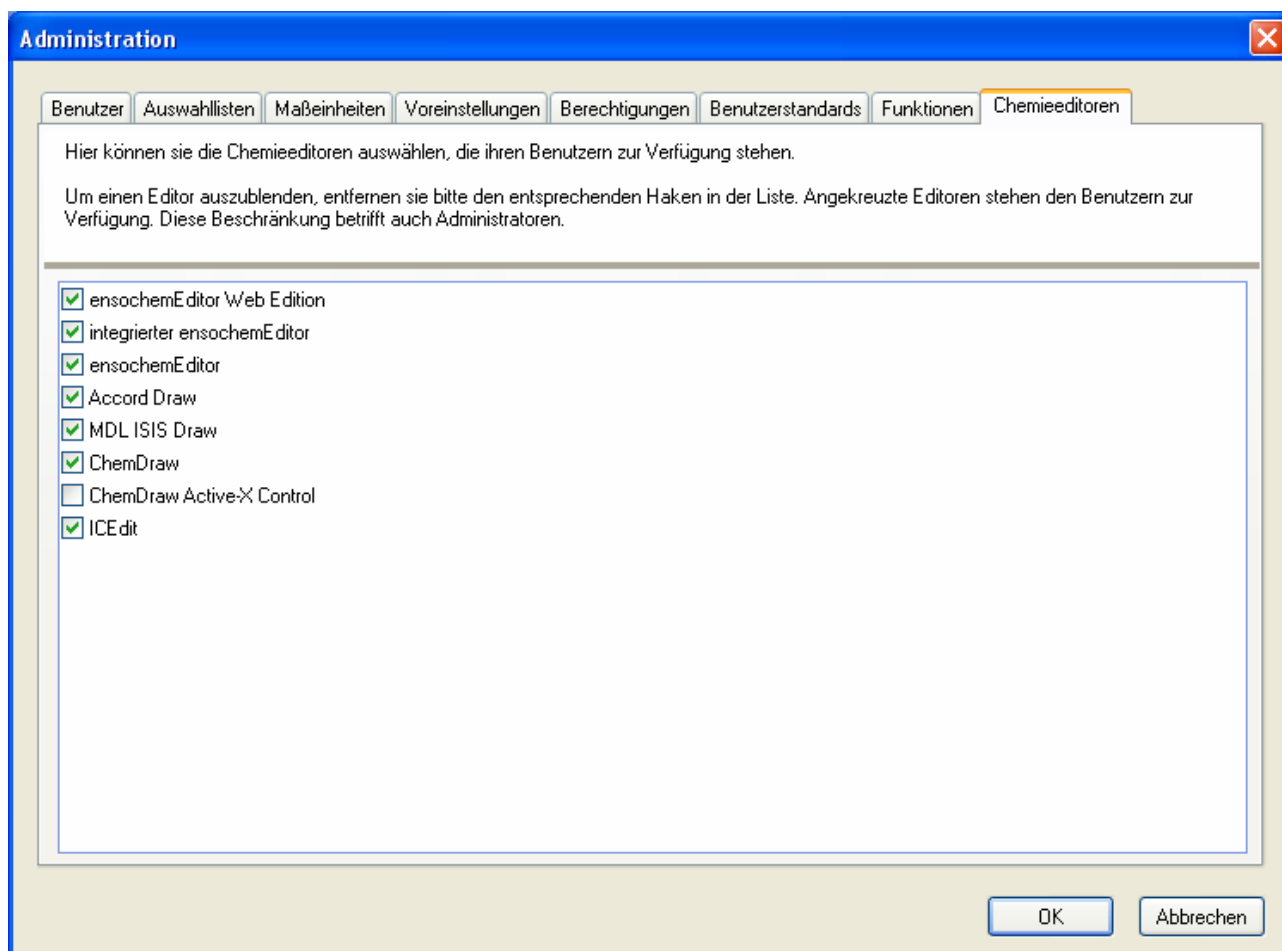 Administration
Benutzer Auswahllisten Maßeinheiten Voreinstellungen Berechtigungen Benutzerstandards Funktionen Chemieeditoren
Hier können sie die Chemieeditoren auswählen, die ihren Benutzern zur Verfügung stehen.
Um einen Editor auszublenden, entfernen sie bitte den entsprechenden Haken in der Liste. Angekreuzte Editoren stehen den Benutzern zur
Verfügung. Diese Beschränkung betrifft auch Administratoren.
ensochemEditor Web Edition
integrierter ensochemEditor
ensochemEditor
Accord Draw
MDL ISIS Draw
ChemDraw
ChemDraw Active-X Control
ICEdit
OK Abbrechen